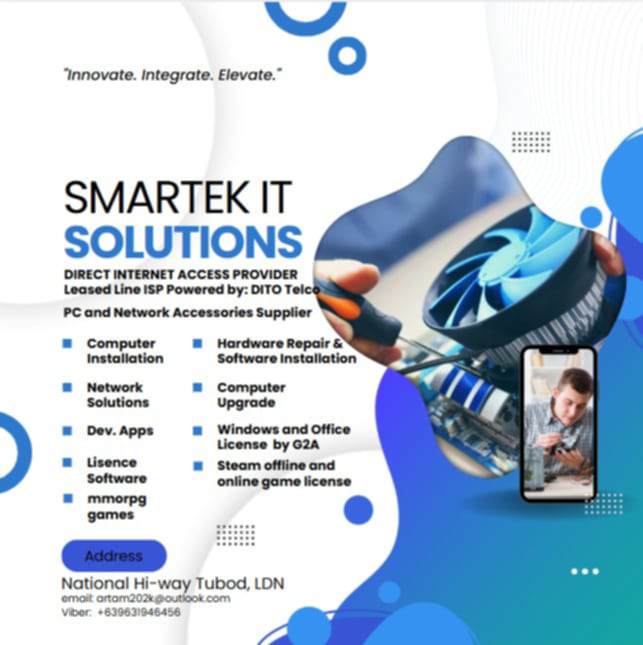 "Innovate. Integrate. Elevate."
SMARTEK IT
SOLUTIONS
DIRECT INTERNET ACCESS PROVIDER
Leased Line ISP Powered by: DITO Telco
PC and Network Accessories Supplier
Computer
Installation
Network
Solutions
Dev. Apps
Lisence
Software
mmorpg
games
Hardware Repair &
Software Installation
Computer
Upgrade
Windows and Office
License by G2A
Steam offline and
online game license
Address
National Hi-way Tubod, LDN
email: artam202k@outlook.com
Viber: +639631946456